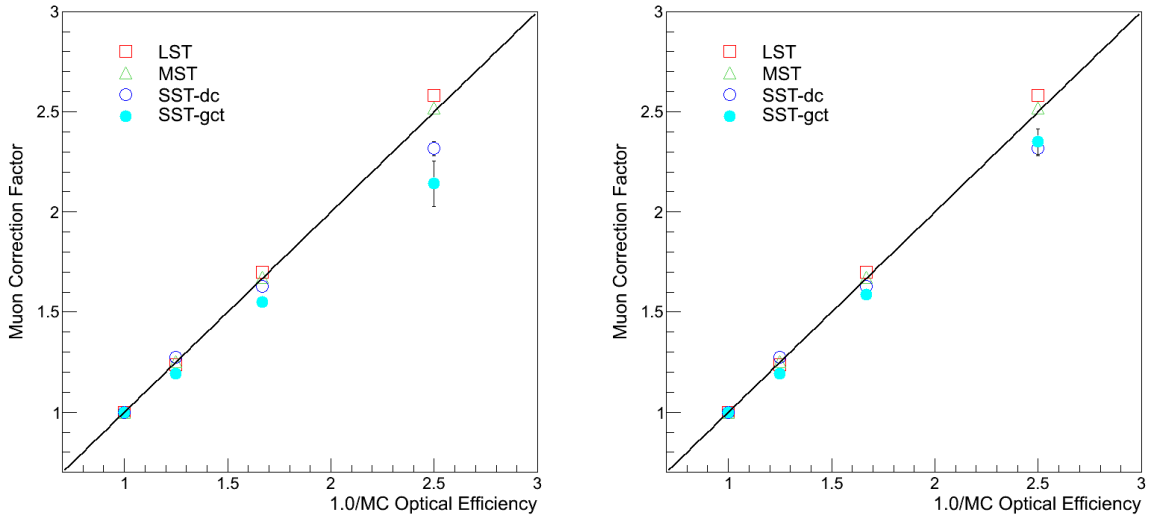 3
2.5
2
1.5
1
Muon Correction Factor
LST
MST
SST-dc
SST-gct
1 1.5 2 2.5 3
1.0/MC Optical Efficiency
3
2.5
2
1.5
1
Muon Correction Factor
LST
MST
SST-dc
SST-gct
1 1.5 2 2.5 3
1.0/MC Optical Efficiency